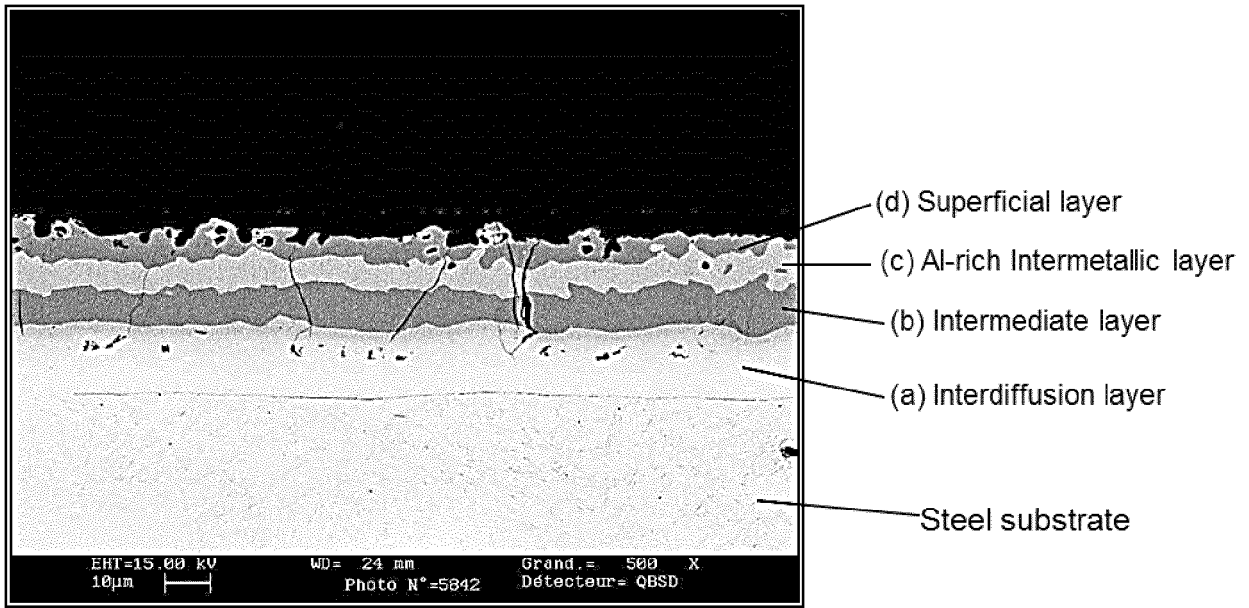 (d) Superficial layer
(c) Al-rich Intermetallic layer
(b) Intermediate layer
(a) Interdiffusion layer
Steel substrate
EHT=15.00 kV WD= 24 mm Grand.= 500 X
10µm Photo N°=5842 Détecteur= QBSD